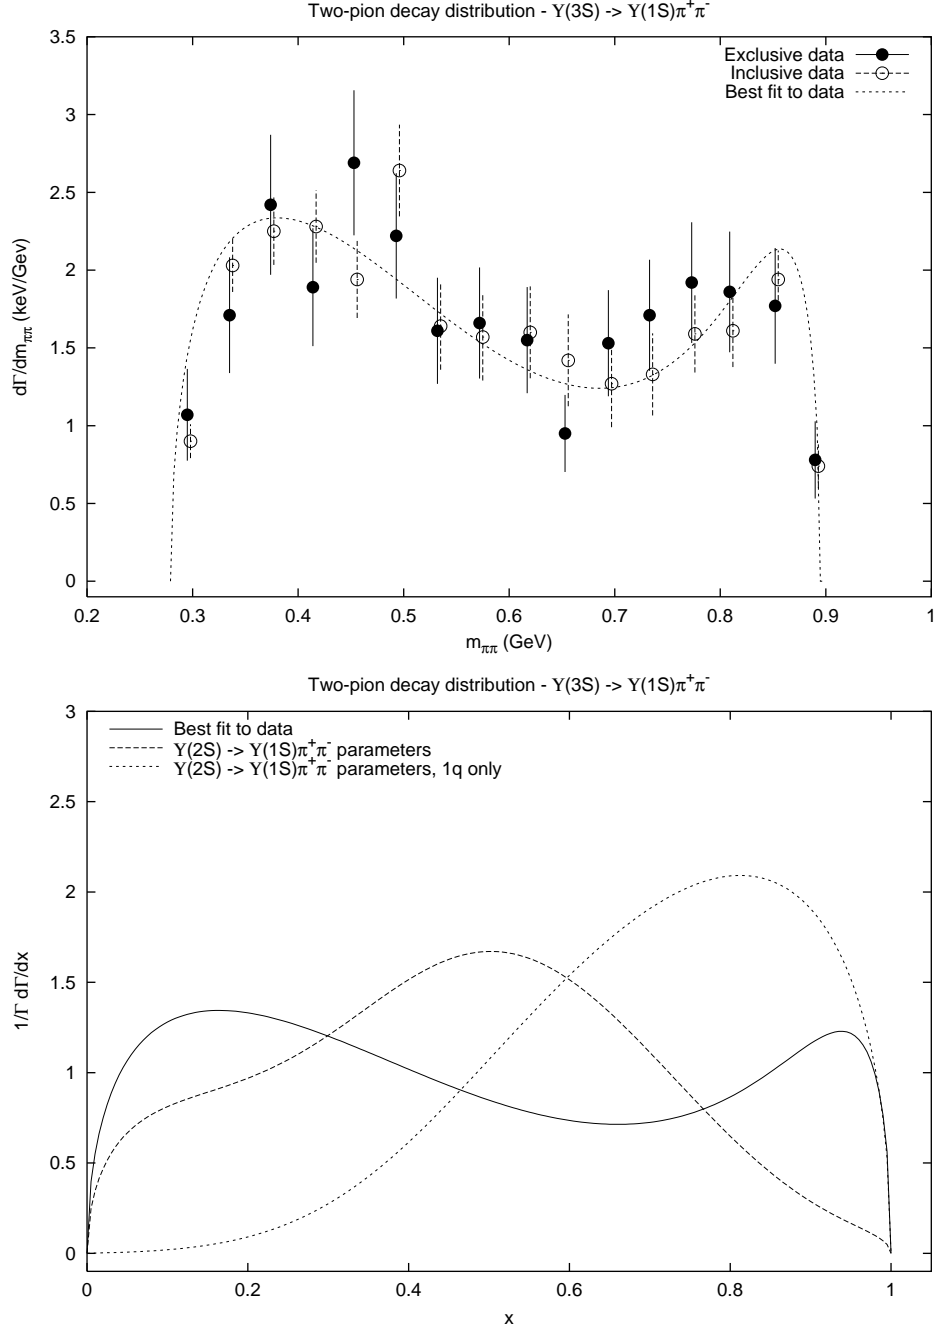 Two-pion decay distribution - ϒ(3S) -> ϒ(1S)π⁺π⁻
3.5
3
2.5
2
1.5
1
0.5
0
dΓ/dmππ (keV/Gev)
Exclusive data
Inclusive data
Best fit to data
0.2 0.3 0.4 0.5 0.6 0.7 0.8 0.9 1
mππ (GeV)
Two-pion decay distribution - ϒ(3S) -> ϒ(1S)π⁺π⁻
3
2.5
2
1.5
1
0.5
0
1/Γ dΓ/dx
Best fit to data
ϒ(2S) -> ϒ(1S)π⁺π⁻ parameters
ϒ(2S) -> ϒ(1S)π⁺π⁻ parameters, 1q only
0 0.2 0.4 0.6 0.8 1
x